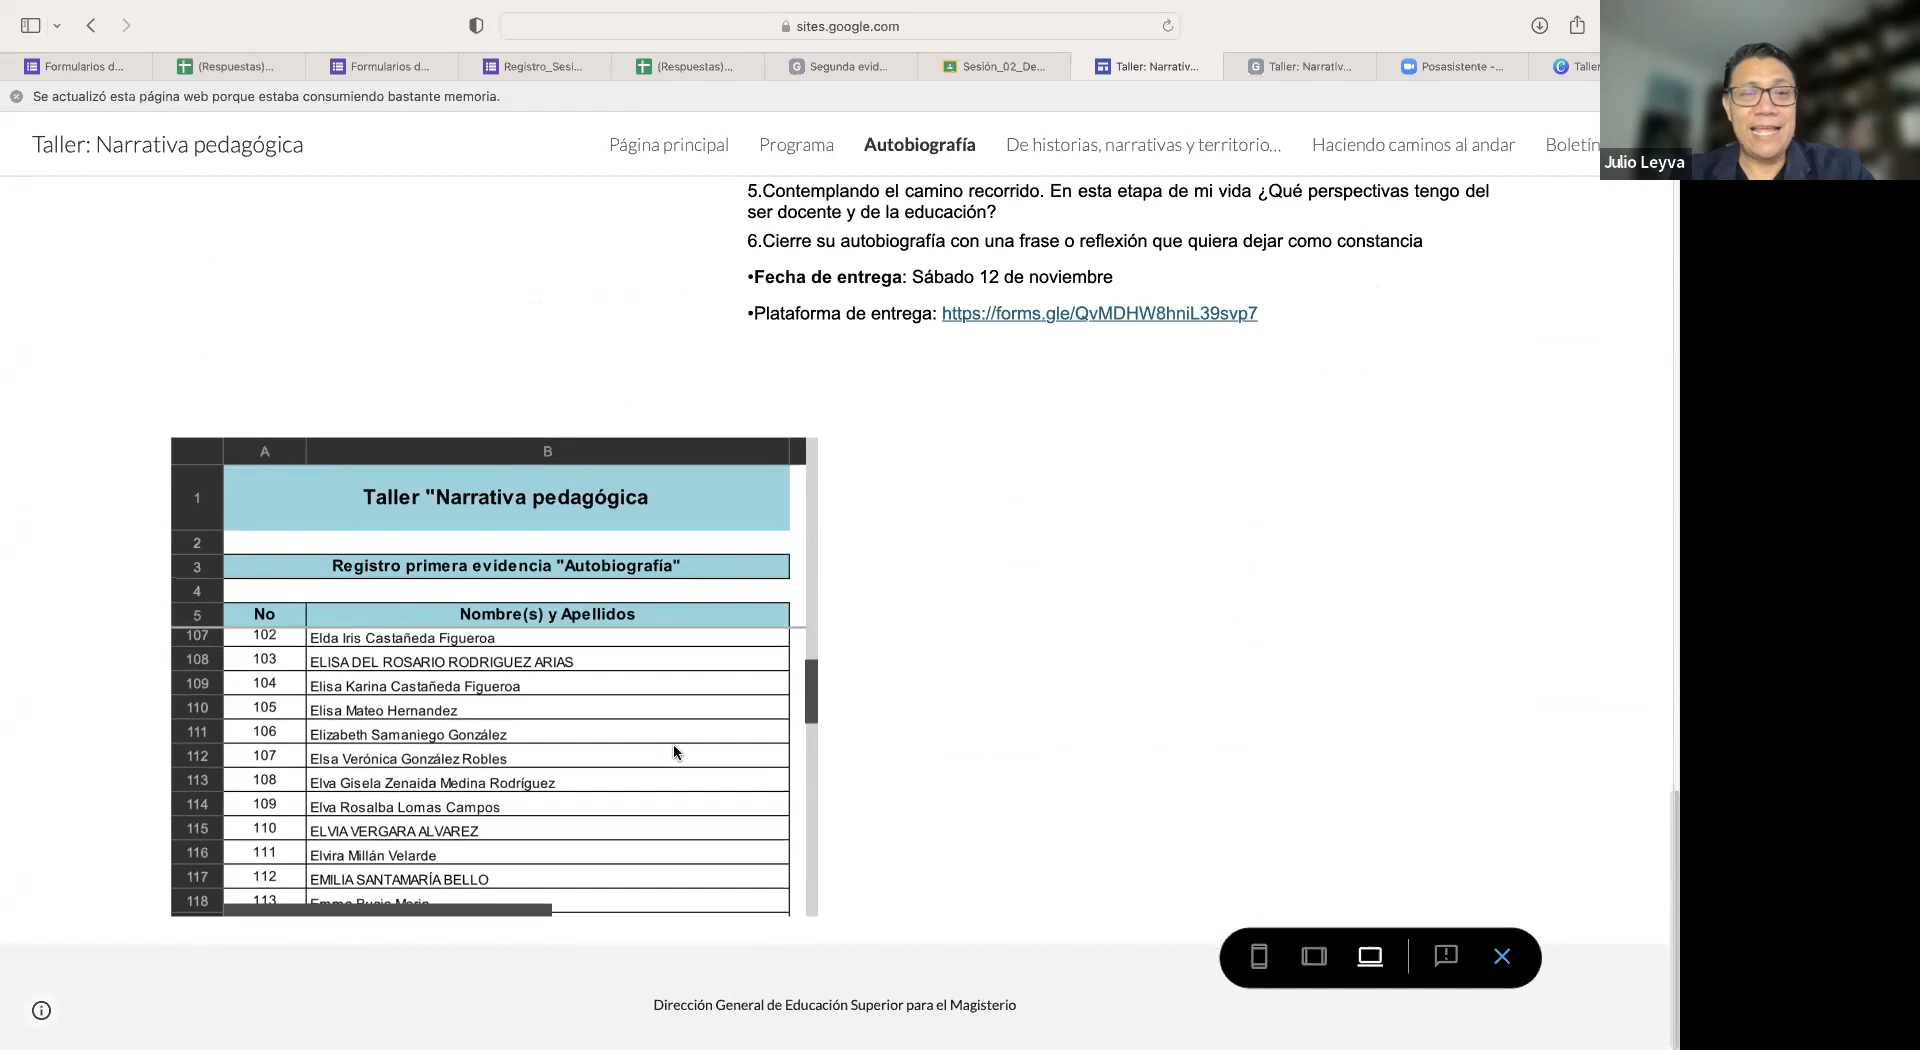 sites.google.com
Formularios d...
(Respuestas)...
Formularios d...
Registro_Sesi...
(Respuestas)...
Segunda evid...
Sesión_02_De...
Taller: Narrativ...
Taller: Narrativ...
Posasistente -...
Taller
Se actualizó esta página web porque estaba consumiendo bastante memoria.
Taller: Narrativa pedagógica
Página principal
Programa
Autobiografía
De historias, narrativas y territorio...
Haciendo caminos al andar
Boletín
Julio Leyva
5.Contemplando el camino recorrido. En esta etapa de mi vida ¿Qué perspectivas tengo del
ser docente y de la educación?
6.Cierre su autobiografía con una frase o reflexión que quiera dejar como constancia
•Fecha de entrega: Sábado 12 de noviembre
•Plataforma de entrega: https://forms.gle/QvMDHW8hniL39svp7
A B
1 Taller "Narrativa pedagógica
2
3 Registro primera evidencia "Autobiografía"
4
5 No Nombre(s) y Apellidos
107 102 Elda Iris Castañeda Figueroa
108 103 ELISA DEL ROSARIO RODRIGUEZ ARIAS
109 104 Elisa Karina Castañeda Figueroa
110 105 Elisa Mateo Hernandez
111 106 Elizabeth Samaniego González
112 107 Elsa Verónica González Robles
113 108 Elva Gisela Zenaida Medina Rodríguez
114 109 Elva Rosalba Lomas Campos
115 110 ELVIA VERGARA ALVAREZ
116 111 Elvira Millán Velarde
117 112 EMILIA SANTAMARÍA BELLO
118 113
Dirección General de Educación Superior para el Magisterio